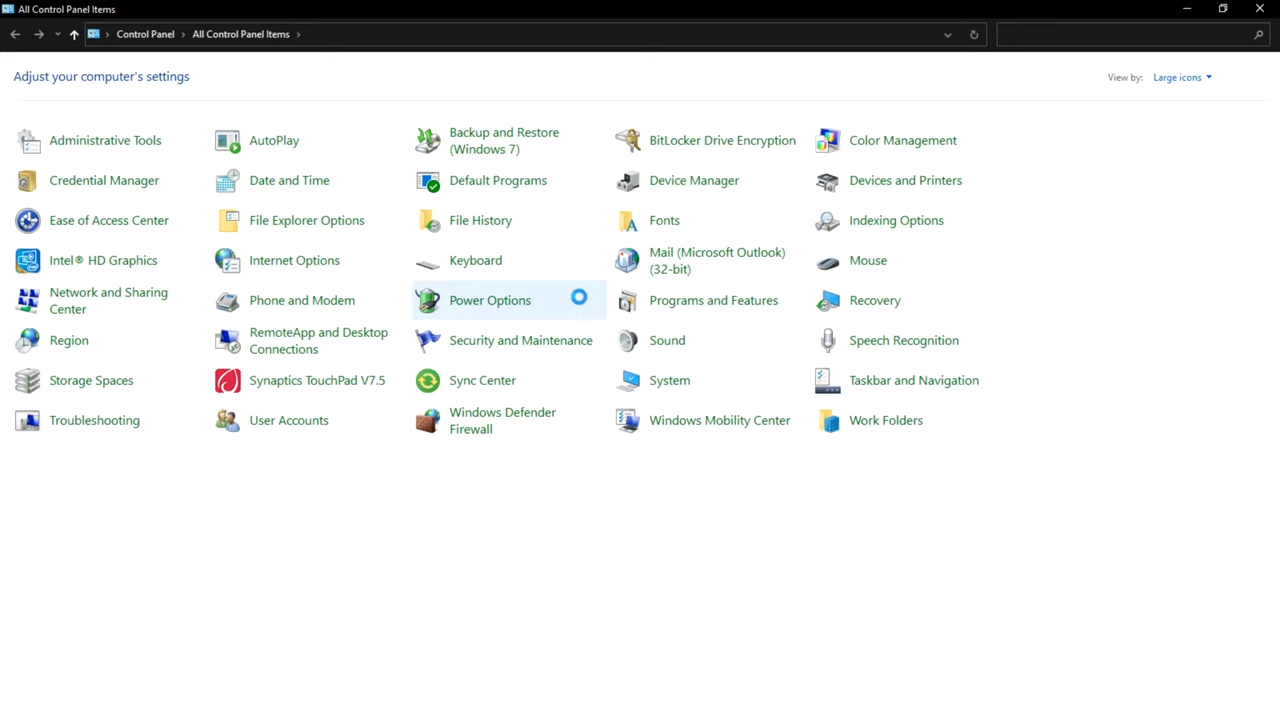 All Control Panel Items
Control Panel All Control Panel Items
Adjust your computer's settings
View by: Large icons
Administrative Tools
AutoPlay
Backup and Restore
(Windows 7)
BitLocker Drive Encryption
Color Management
Credential Manager
Date and Time
Default Programs
Device Manager
Devices and Printers
Ease of Access Center
File Explorer Options
File History
Fonts
Indexing Options
Intel® HD Graphics
Internet Options
Keyboard
Mail (Microsoft Outlook)
(32-bit)
Mouse
Network and Sharing
Center
Phone and Modem
Power Options
Programs and Features
Recovery
Region
RemoteApp and Desktop
Connections
Security and Maintenance
Sound
Speech Recognition
Storage Spaces
Synaptics TouchPad V7.5
Sync Center
System
Taskbar and Navigation
Troubleshooting
User Accounts
Windows Defender
Firewall
Windows Mobility Center
Work Folders